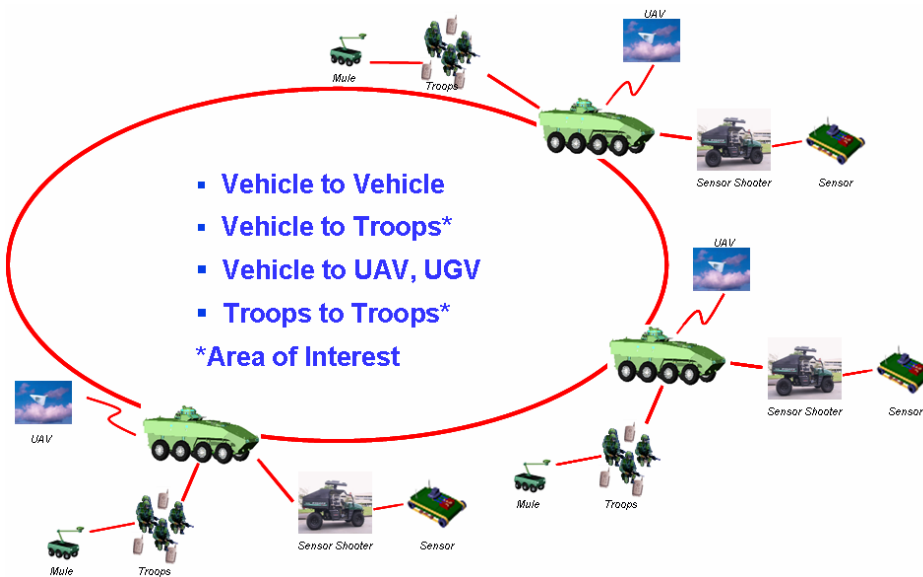 UAV
Mule
Troops
Sensor Shooter
Sensor
▪ Vehicle to Vehicle
▪ Vehicle to Troops*
▪ Vehicle to UAV, UGV
▪ Troops to Troops*
*Area of Interest
UAV
Sensor Shooter
Sensor
UAV
Mule
Troops
Sensor Shooter
Sensor
Mule
Troops